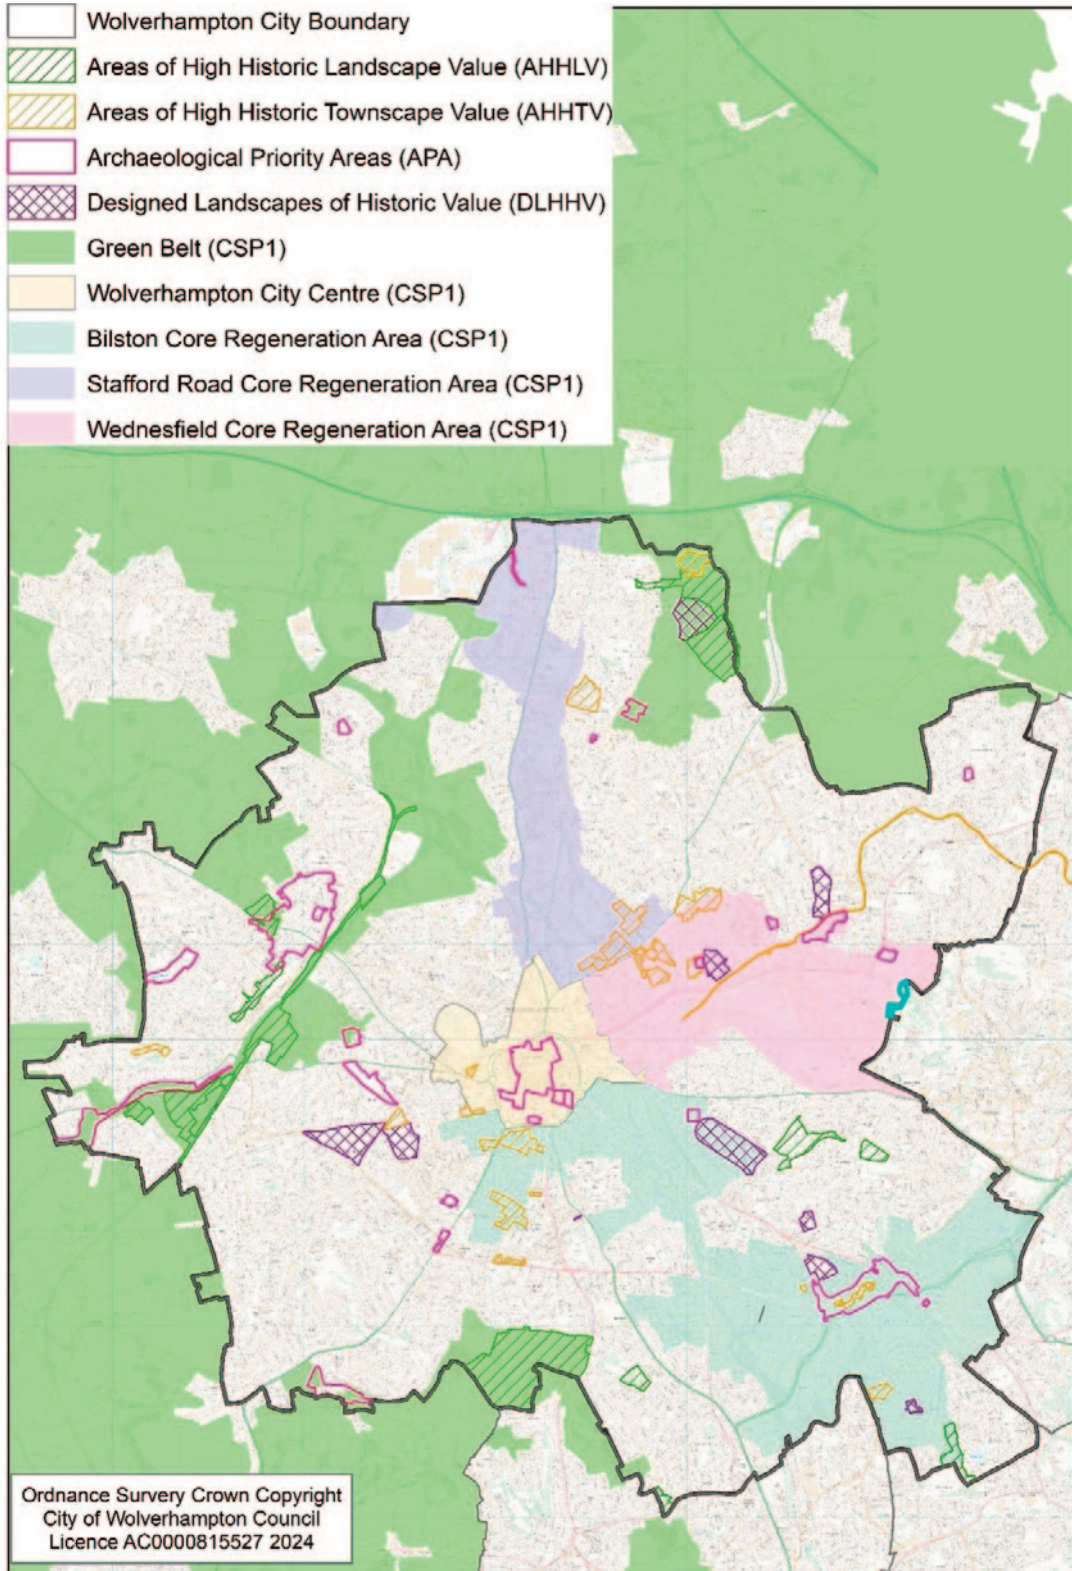 Wolverhampton City Boundary
Areas of High Historic Landscape Value (AHHLV)
Areas of High Historic Townscape Value (AHHTV)
Archaeological Priority Areas (APA)
Designed Landscapes of Historic Value (DLHHV)
Green Belt (CSP1)
Wolverhampton City Centre (CSP1)
Bilston Core Regeneration Area (CSP1)
Stafford Road Core Regeneration Area (CSP1)
Wednesfield Core Regeneration Area (CSP1)
Ordnance Survery Crown Copyright
City of Wolverhampton Council
Licence AC0000815527 2024